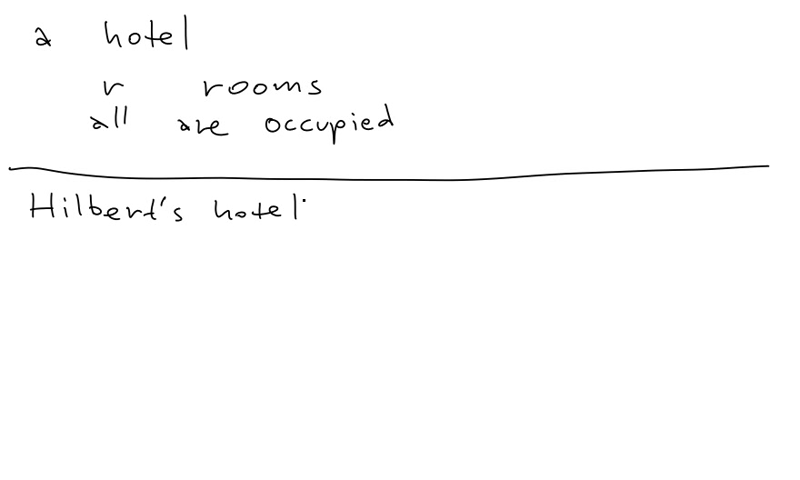 a hotel
r rooms
all are occupied
Hilbert's hotel